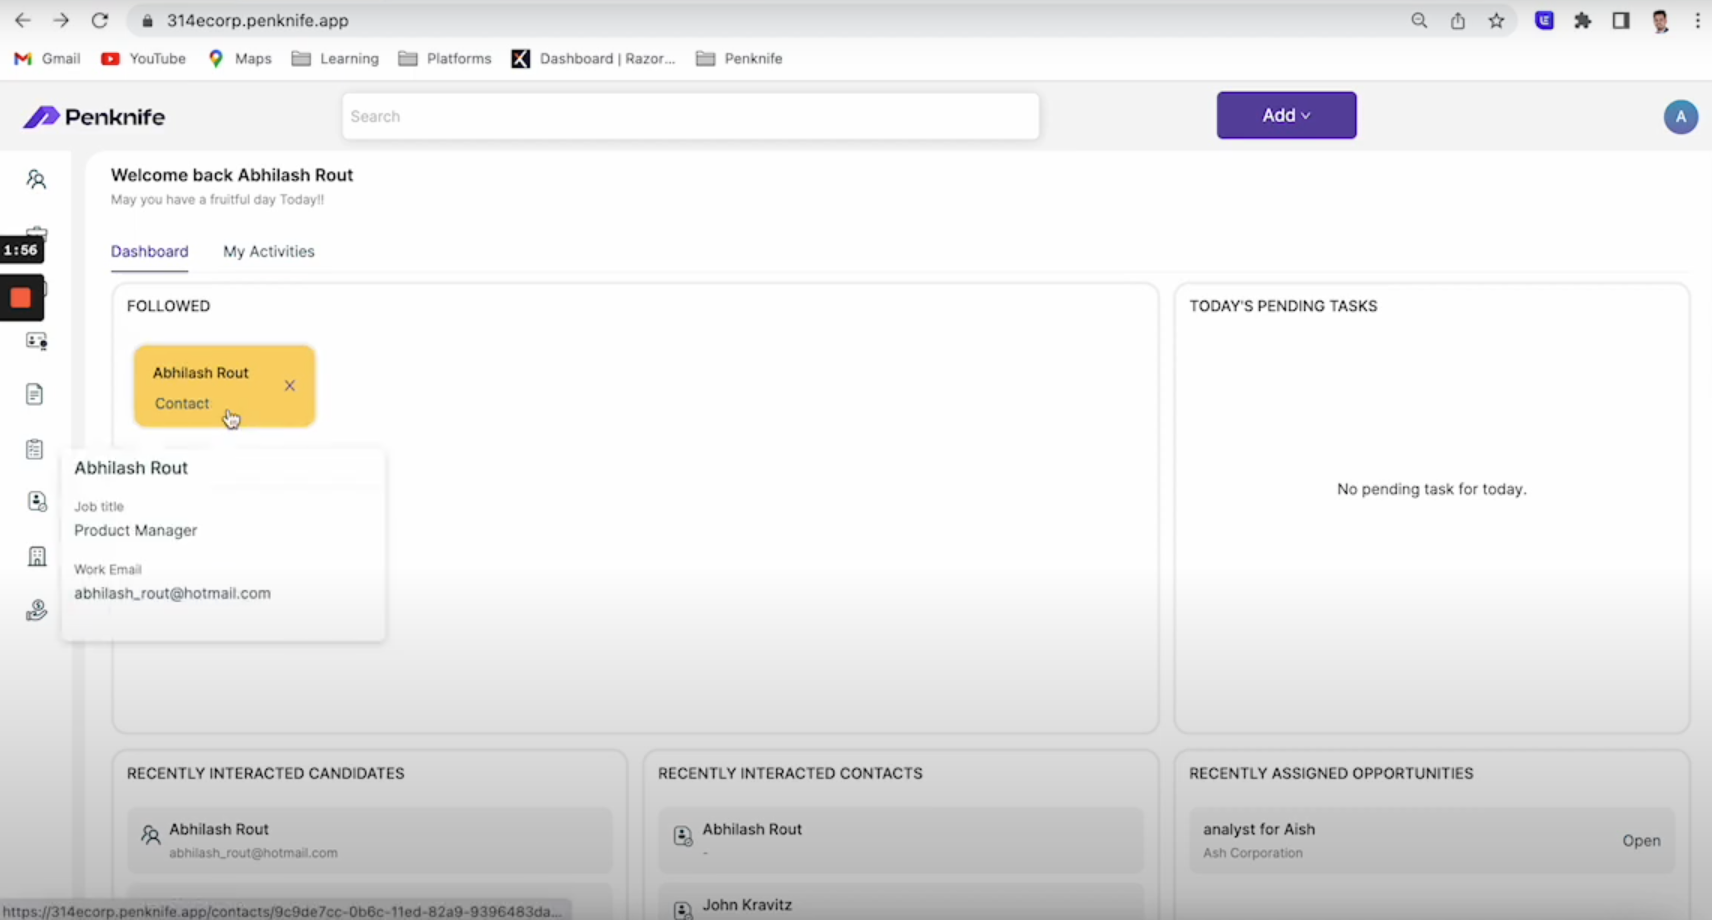 314ecorp.penknife.app
Gmail YouTube Maps Learning Platforms Dashboard | Razor... Penknife
Penknife
Search
Add
A
Welcome back Abhilash Rout
May you have a fruitful day Today!!
1:56
Dashboard My Activities
FOLLOWED
Abhilash Rout
Contact
Abhilash Rout
Job title
Product Manager
Work Email
abhilash_rout@hotmail.com
TODAY'S PENDING TASKS
No pending task for today.
RECENTLY INTERACTED CANDIDATES
Abhilash Rout
abhilash_rout@hotmail.com
RECENTLY INTERACTED CONTACTS
Abhilash Rout
-
John Kravitz
RECENTLY ASSIGNED OPPORTUNITIES
analyst for Aish
Ash Corporation
Open
https://314ecorp.penknife.app/contacts/9c9de7cc-0b6c-11ed-82a9-9396483da...